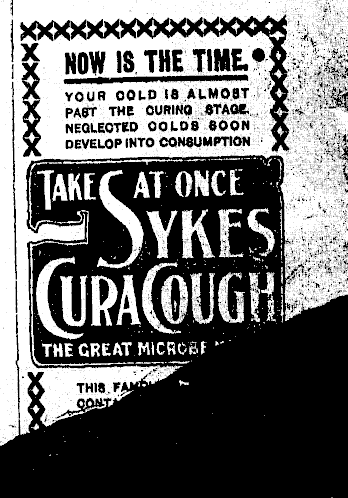 NOW IS THE TIME.
YOUR COLD IS ALMOST
PAST THE CURING STAGE.
NEGLECTED COLDS SOON
DEVELOP INTO CONSUMPTION
TAKE AT ONCE
SYKES
CURA COUGH
THE GREAT MICROBE
THIS